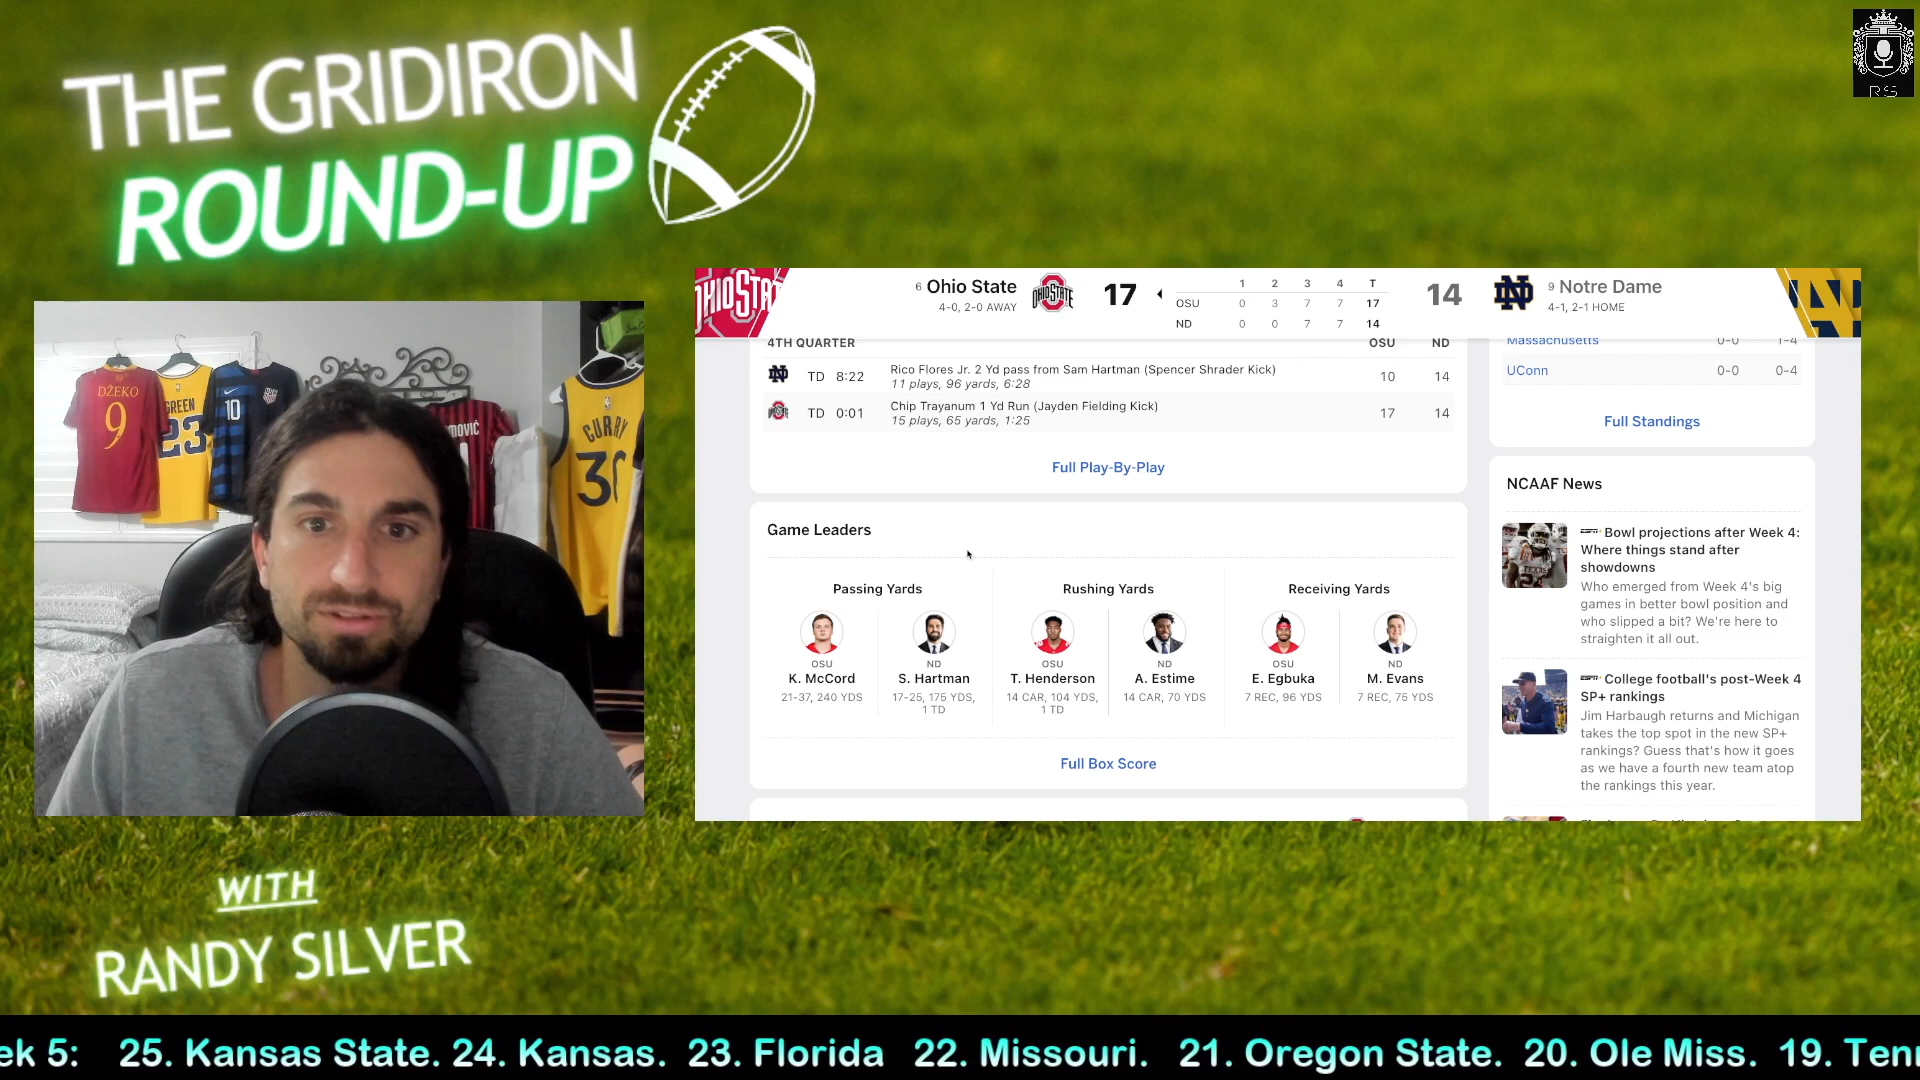 THE GRIDIRON
ROUND-UP
RS
DŽEKO
9
GREEN
23
10
MOVIĆ
CURRY
30
WITH
RANDY SILVER
OHIO STATE
6 Ohio State
4-0, 2-0 AWAY
OHIO STATE
17
1 2 3 4 T
OSU 0 3 7 7 17
ND 0 0 7 7 14
14
9 Notre Dame
4-1, 2-1 HOME
4TH QUARTER OSU ND
TD 8:22 Rico Flores Jr. 2 Yd pass from Sam Hartman (Spencer Shrader Kick) 10 14
11 plays, 96 yards, 6:28
TD 0:01 Chip Trayanum 1 Yd Run (Jayden Fielding Kick) 17 14
15 plays, 65 yards, 1:25
Full Play-By-Play
Game Leaders
Passing Yards
OSU
K. McCord
21-37, 240 YDS
ND
S. Hartman
17-25, 175 YDS,
1 TD
Rushing Yards
OSU
T. Henderson
14 CAR, 104 YDS,
1 TD
ND
A. Estime
14 CAR, 70 YDS
Receiving Yards
OSU
E. Egbuka
7 REC, 96 YDS
ND
M. Evans
7 REC, 75 YDS
Full Box Score
Massachusetts 0-0 1-4
UConn 0-0 0-4
Full Standings
NCAAF News
TEXAS
ESPN+ Bowl projections after Week 4:
Where things stand after
showdowns
Who emerged from Week 4's big
games in better bowl position and
who slipped a bit? We're here to
straighten it all out.
ESPN+ College football's post-Week 4
SP+ rankings
Jim Harbaugh returns and Michigan
takes the top spot in the new SP+
rankings? Guess that's how it goes
as we have a fourth new team atop
the rankings this year.
ek 5: 25. Kansas State. 24. Kansas. 23. Florida 22. Missouri. 21. Oregon State. 20. Ole Miss. 19. Tenn